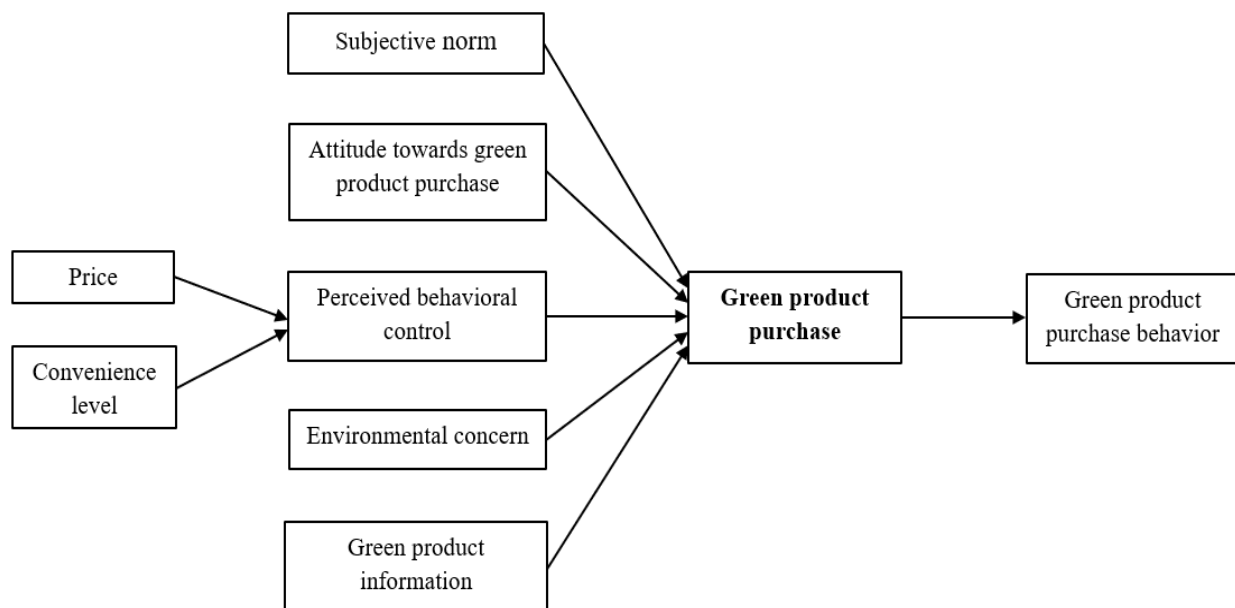 Subjective norm
Attitude towards green
product purchase
Price
Convenience
level
Perceived behavioral
control
Environmental concern
Green product
information
Green product
purchase
Green product
purchase behavior